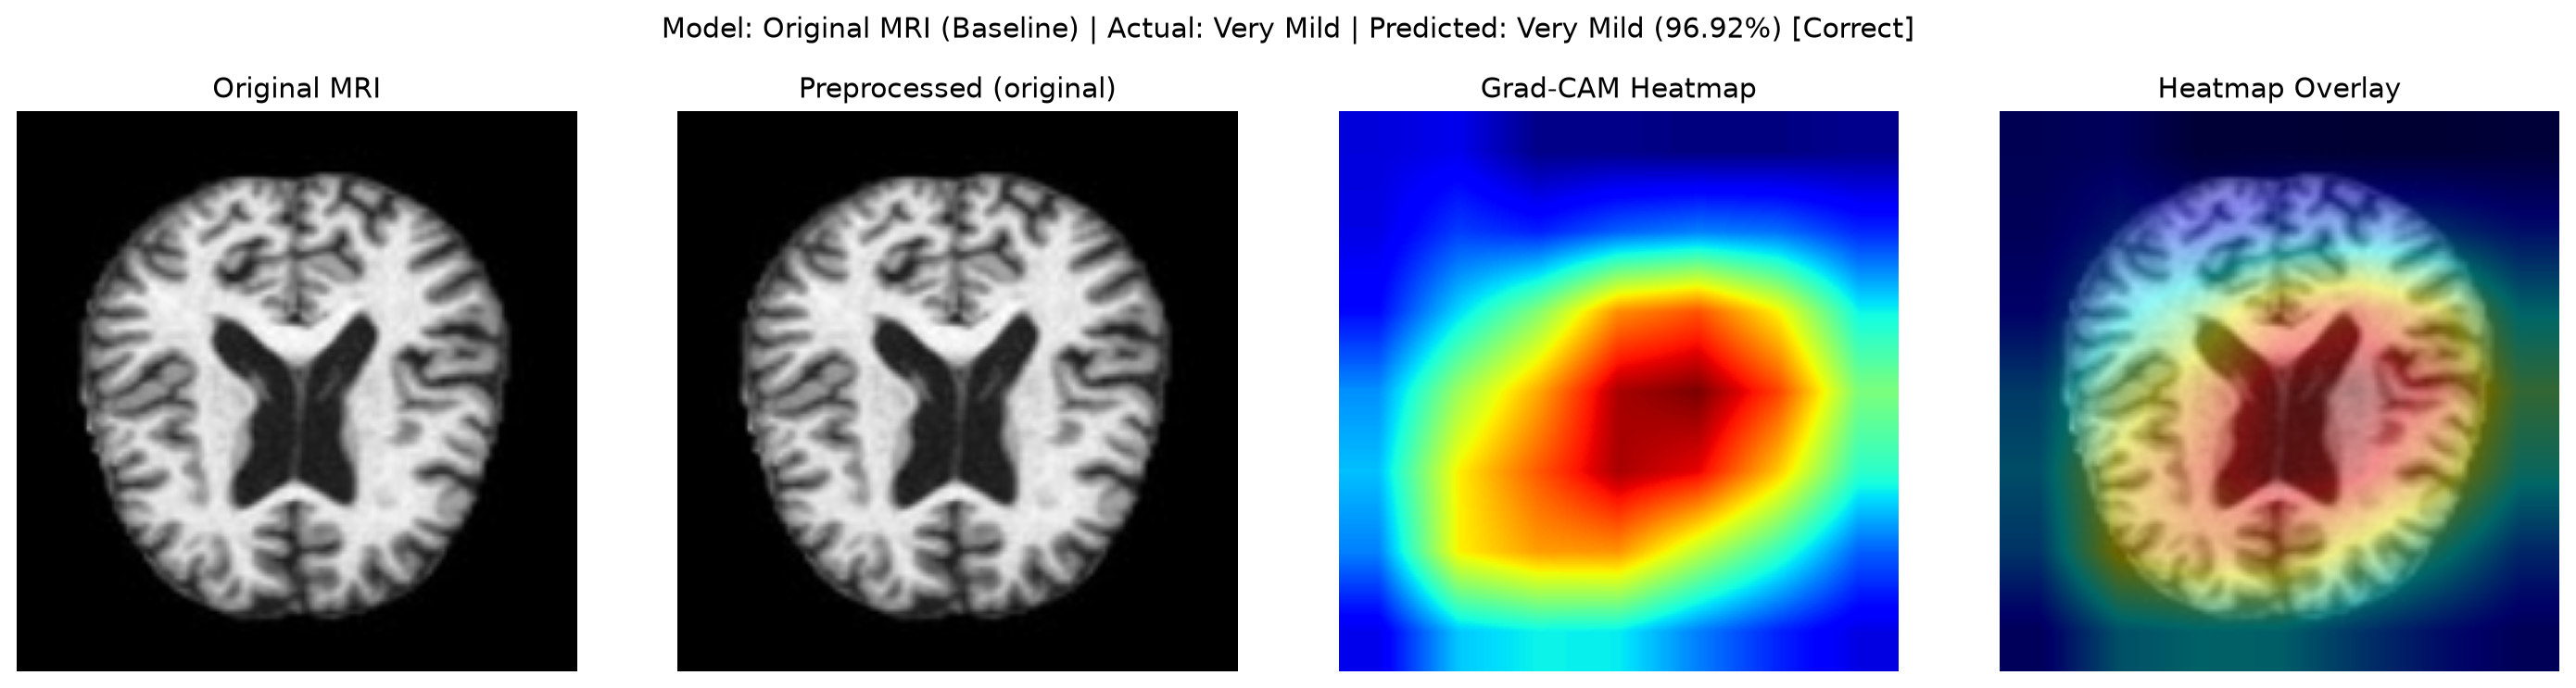 Model: Original MRI (Baseline) | Actual: Very Mild | Predicted: Very Mild (96.92%) [Correct]
Original MRI
Preprocessed (original)
Grad-CAM Heatmap
Heatmap Overlay